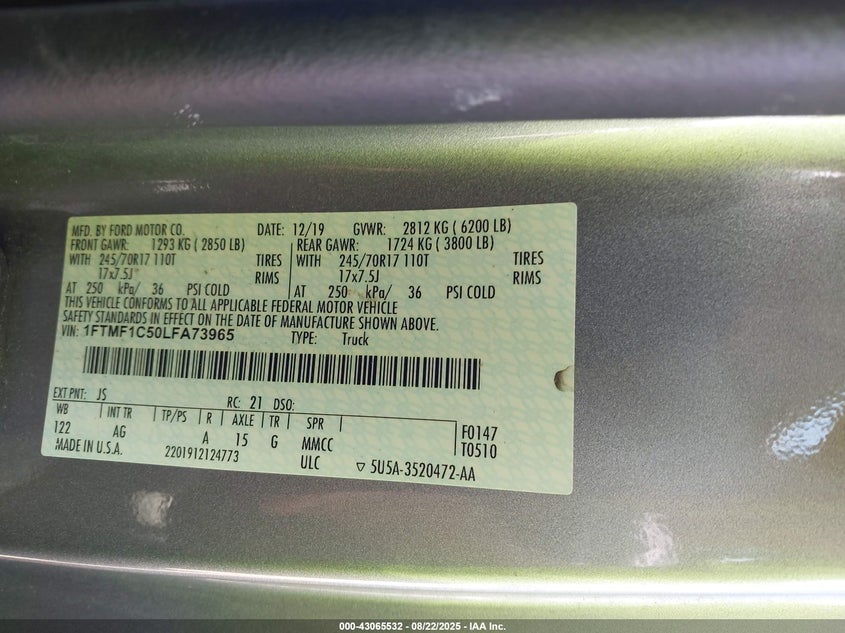 MFD. BY FORD MOTOR CO. DATE: 12/19 GVWR: 2812 KG ( 6200 LB)
FRONT GAWR: 1293 KG ( 2850 LB) REAR GAWR: 1724 KG ( 3800 LB)
WITH 245/70R17 110T TIRES WITH 245/70R17 110T TIRES
17x7.5J RIMS 17x7.5J RIMS
AT 250 kPa/ 36 PSI COLD AT 250 kPa/ 36 PSI COLD
THIS VEHICLE CONFORMS TO ALL APPLICABLE FEDERAL MOTOR VEHICLE
SAFETY STANDARDS IN EFFECT ON THE DATE OF MANUFACTURE SHOWN ABOVE.
VIN: 1FTMF1C50LFA73965 TYPE: Truck
EXT PNT: JS RC: 21 DSO:
WB INT TR TP/PS R AXLE TR SPR
122 AG A 15 G MMCC F0147
T0510
MADE IN U.S.A. 2201912124773 ULC ▽ 5U5A-3520472-AA
000-43065532 - 08/22/2025 - IAA Inc.